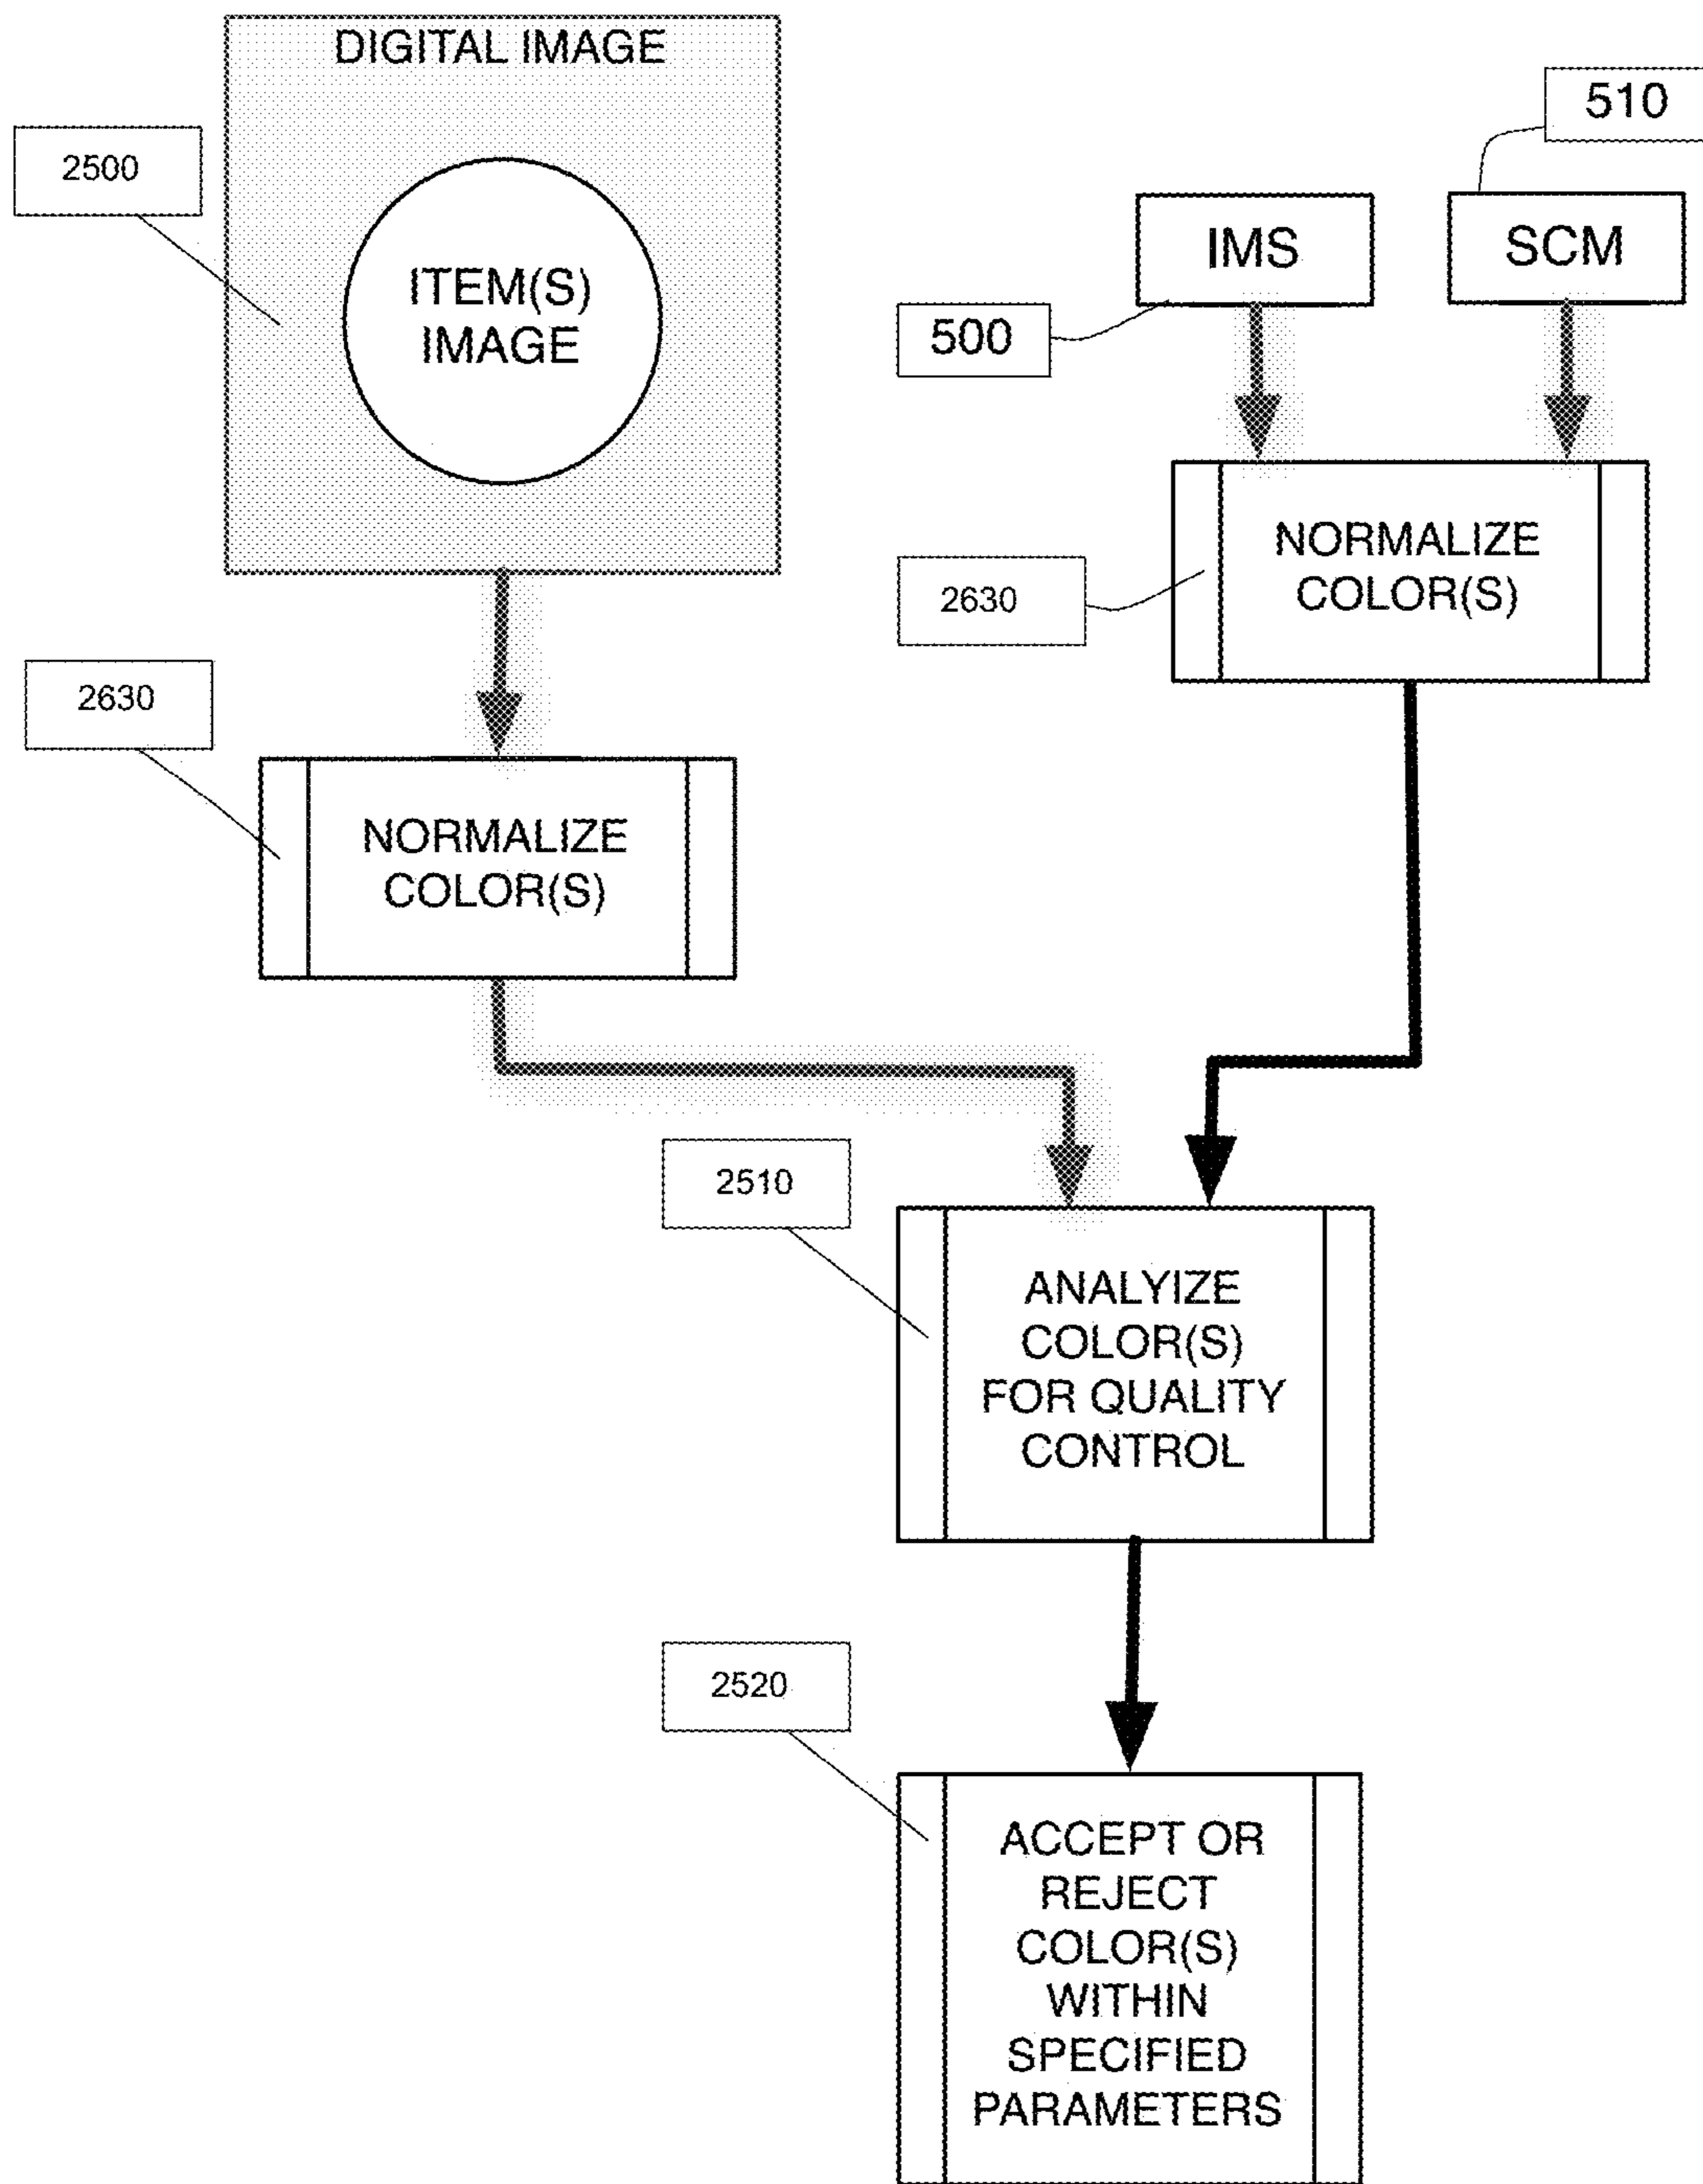 DIGITAL IMAGE
2500
ITEM(S)
IMAGE
510
IMS
SCM
500
NORMALIZE
COLOR(S)
2630
2630
NORMALIZE
COLOR(S)
2510
ANALYIZE
COLOR(S)
FOR QUALITY
CONTROL
2520
ACCEPT OR
REJECT
COLOR(S)
WITHIN
SPECIFIED
PARAMETERS